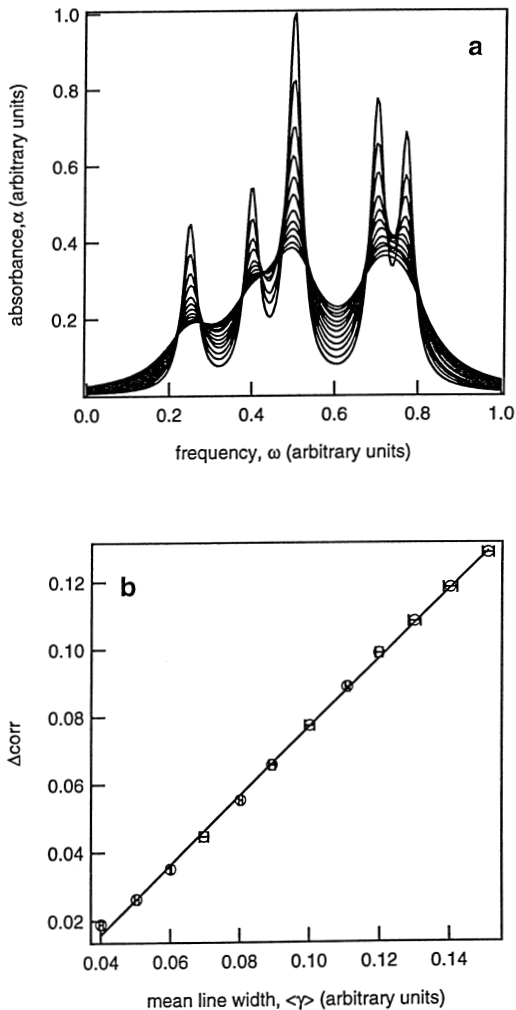 1.0
a
0.8
0.6
0.4
0.2
absorbance,α (arbitrary units)
0.0 0.2 0.4 0.6 0.8 1.0
frequency, ω (arbitrary units)
b
0.12
0.10
0.08
0.06
0.04
0.02
Δcorr
0.04 0.06 0.08 0.10 0.12 0.14
mean line width, <γ> (arbitrary units)